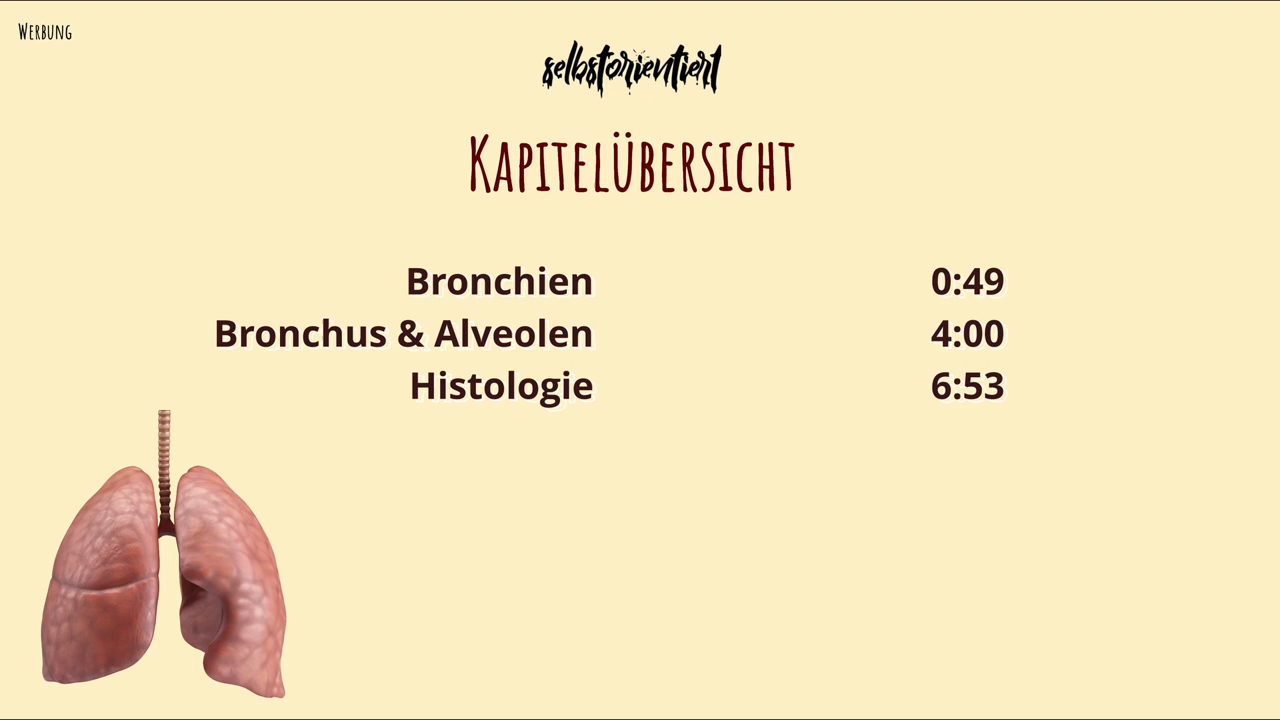 Werbung
selbstorientiert
Kapitelübersicht
Bronchien 0:49
Bronchus & Alveolen 4:00
Histologie 6:53